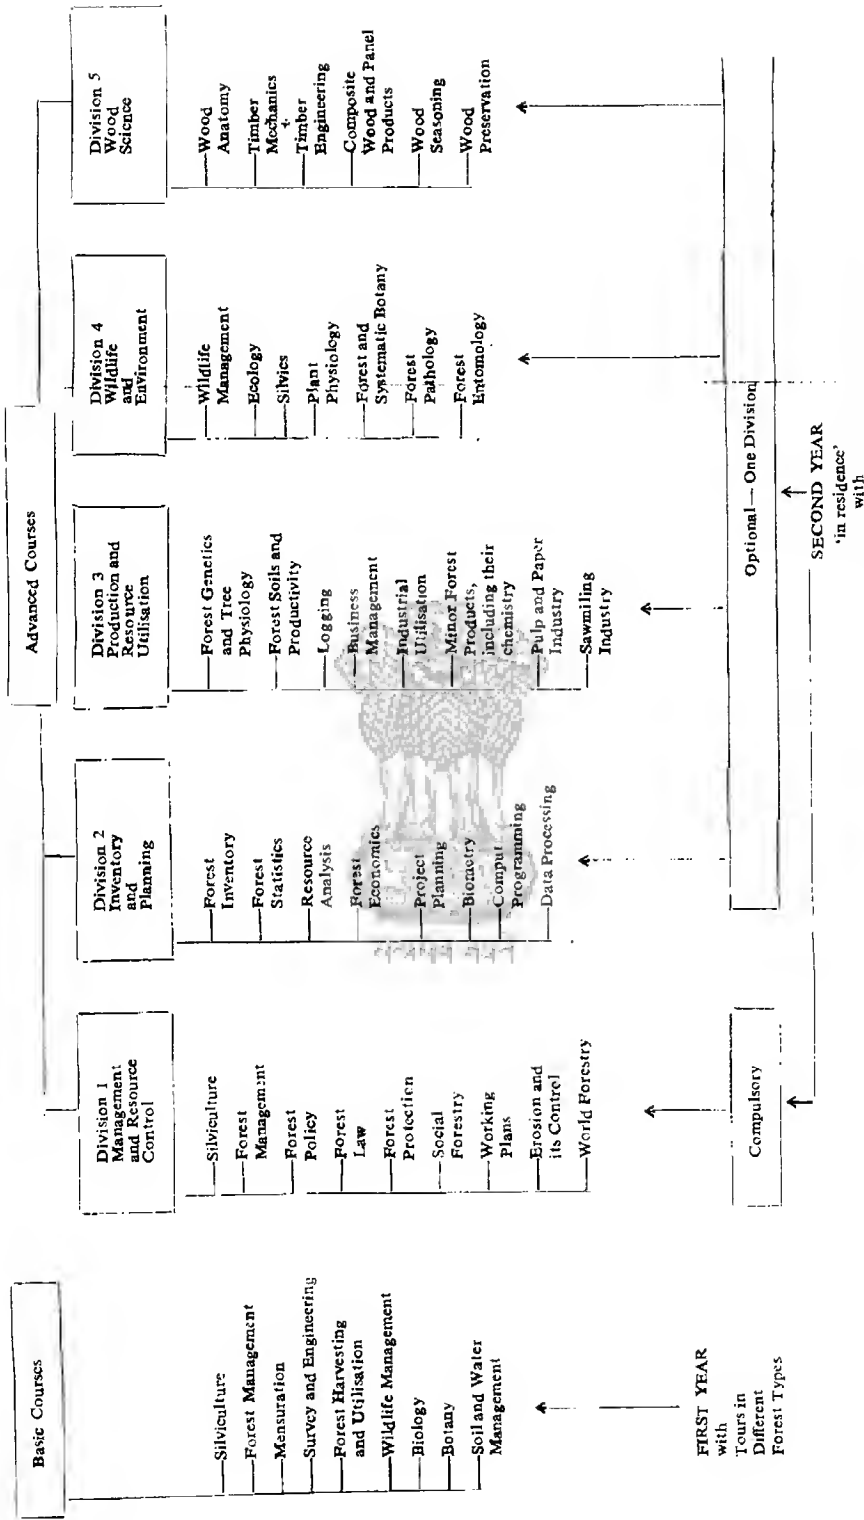 Basic Courses
Silviculture
Forest Management
Mensuration
Survey and Engineering
Forest Harvesting
and Utilisation
Wildlife Management
Biology
Botany
Soil and Water
Management
FIRST YEAR
with
Tours in
Different
Forest Types
Advanced Courses
Division 1
Management
and Resource
Control
Silviculture
Forest
Management
Forest
Policy
Forest
Law
Forest
Protection
Social
Forestry
Working
Plans
Erosion and
its Control
World Forestry
Compulsory
Division 2
Inventory
and
Planning
Forest
Inventory
Forest
Statistics
Resource
Analysis
Forest
Economics
Project
Planning
Biometry
Comput
Programming
Data Processing
Division 3
Production and
Resource
Utilisation
Forest Genetics
and Tree
Physiology
Forest Soils and
Productivity
Logging
Business
Management
Industrial
Utilisation
Minor Forest
Products,
including their
chemistry
Pulp and Paper
Industry
Sawmiling
Industry
Division 4
Wildlife
and
Environment
Wildlife
Management
Ecology
Silvics
Plant
Physiology
Forest and
Systematic Botany
Forest
Pathology
Forest
Entomology
Division 5
Wood
Science
Wood
Anatomy
Timber
Mechanics
Timber
Engineering
Composite
Wood and Panel
Products
Wood
Seasoning
Wood
Preservation
Optional—One Division
SECOND YEAR
'in residence'
with